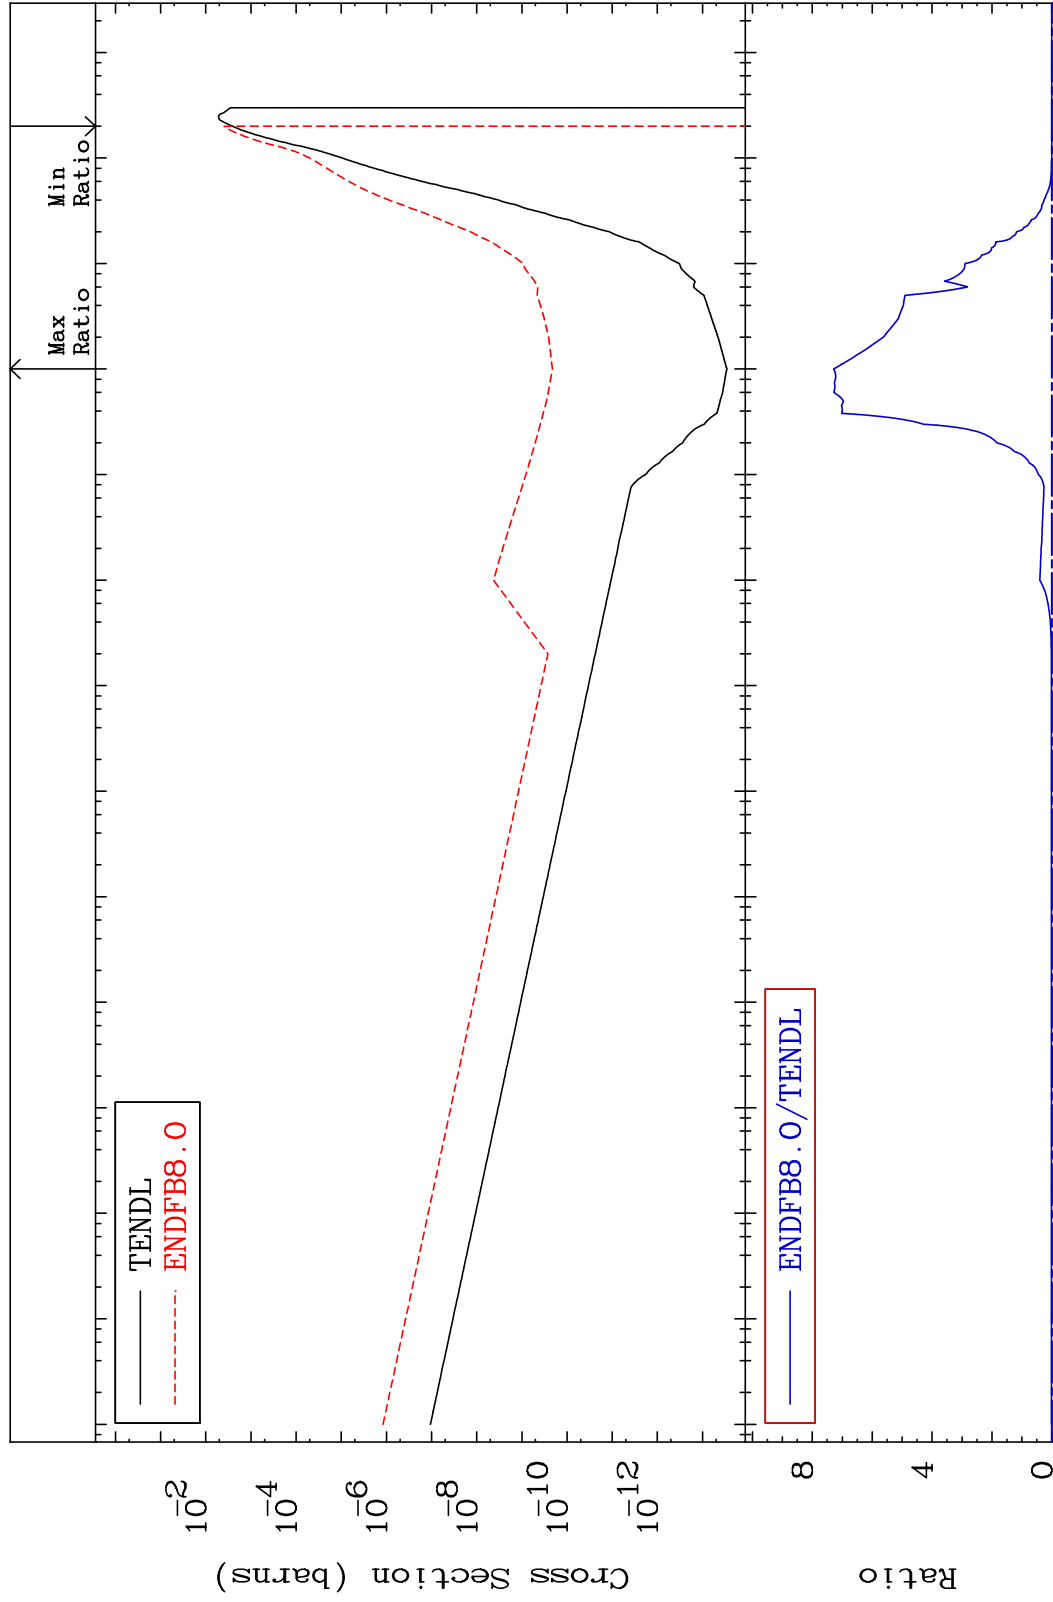 Min
Ratio
Max
Ratio
TENDL
ENDFB8.0
10-2
10-4
10-6
10-8
10-10
10-12
Cross Section (barns)
ENDFB8.0/TENDL
8
4
0
Ratio